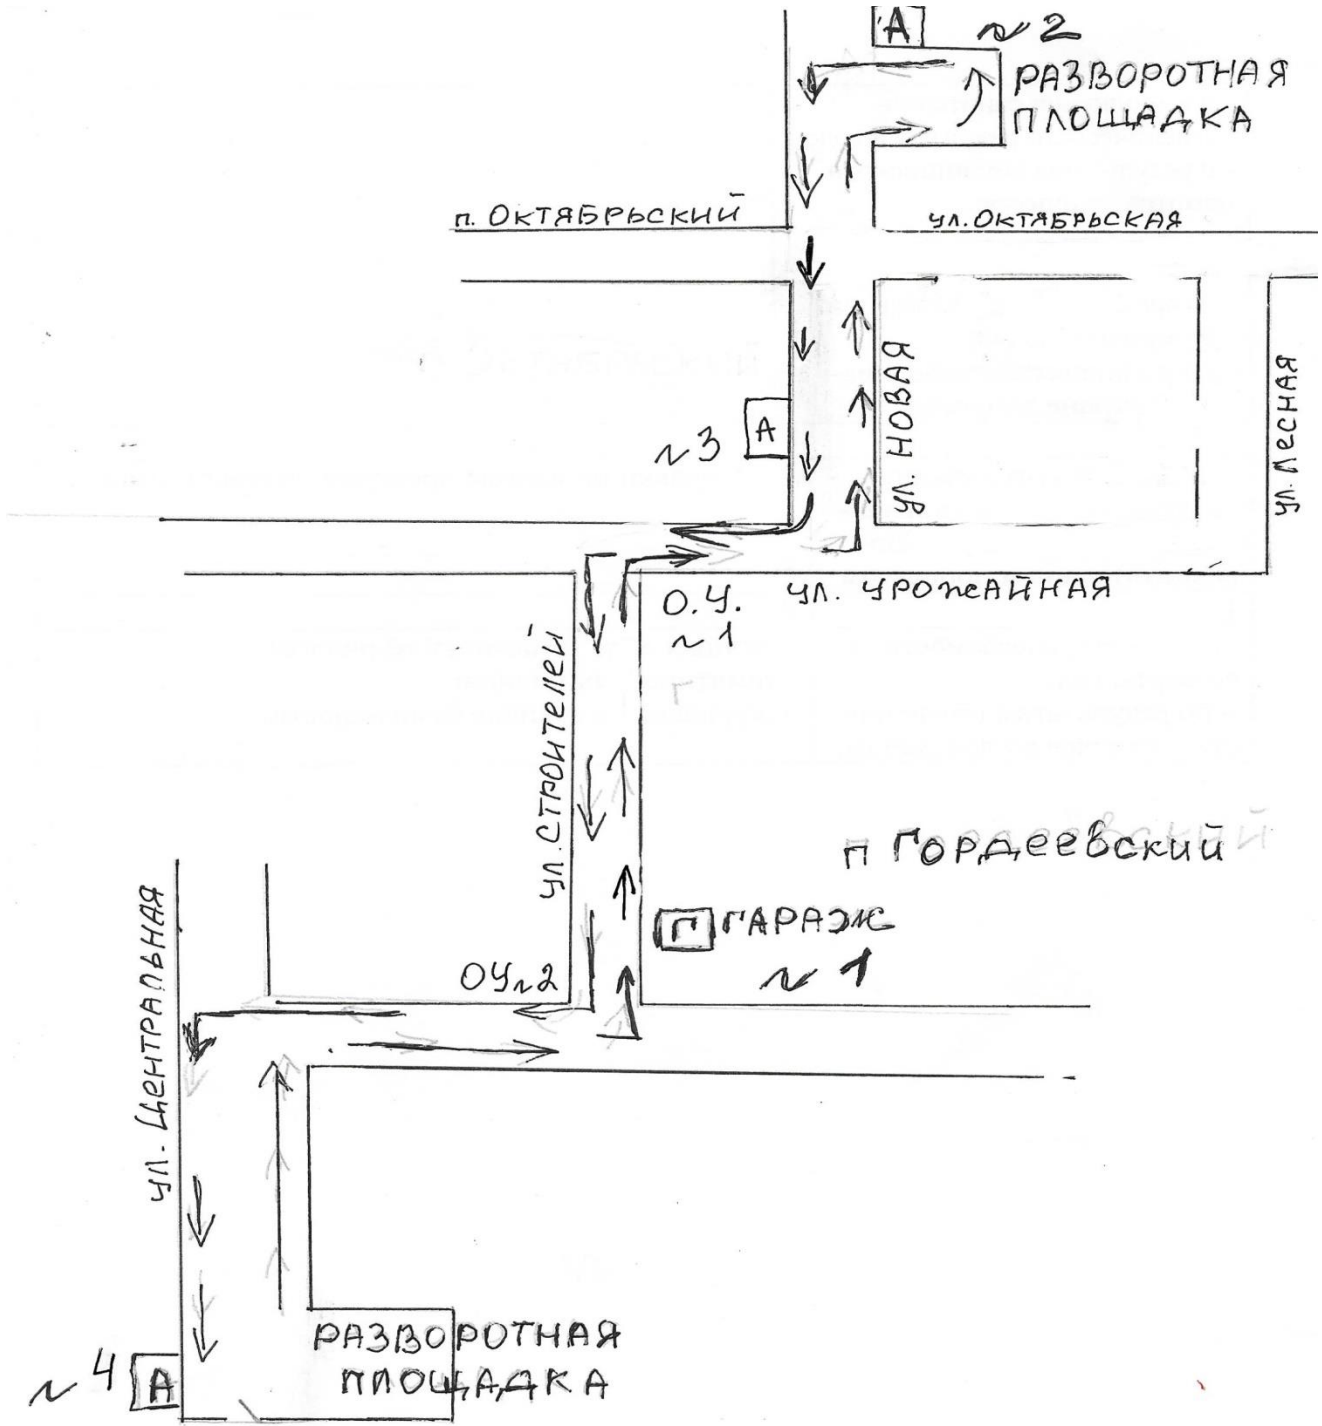 А №2
РАЗВОРОТНАЯ
ПЛОЩАДКА
п. ОКТЯБРЬСКИЙ
ул. ОКТЯБРЬСКАЯ
ул. НОВАЯ
ул. ЛЕСНАЯ
№3 А
О.У.
№1
ул. УРОЖАЙНАЯ
ул. СТРОИТЕЛЕЙ
п ГОРДЕЕВСКИЙ
Г ГАРАЖ
№1
ОУ№2
ул. ЦЕНТРАЛЬНАЯ
РАЗВОРОТНАЯ
ПЛОЩАДКА
№4 А